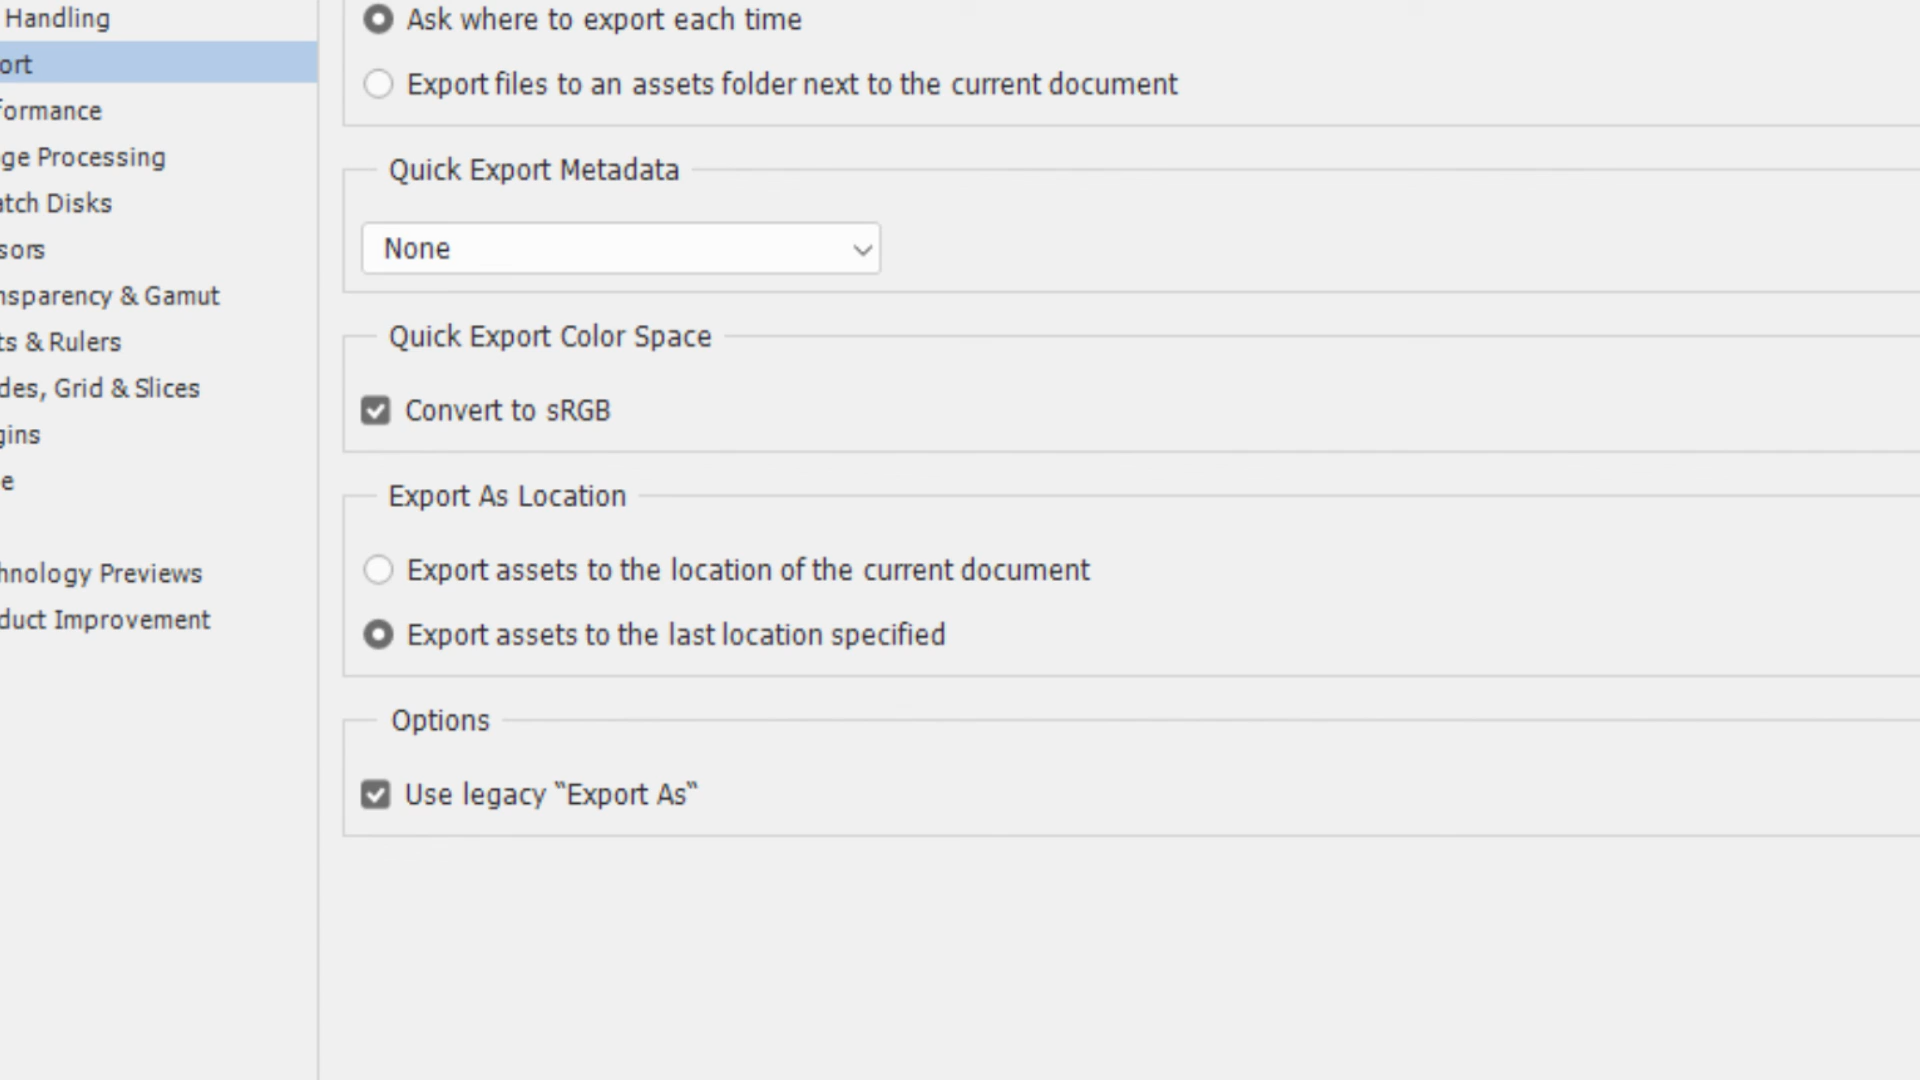 Handling
ort
formance
ge Processing
atch Disks
sors
nsparency & Gamut
ts & Rulers
des, Grid & Slices
gins
e
hnology Previews
duct Improvement
Ask where to export each time
Export files to an assets folder next to the current document
Quick Export Metadata
None
Quick Export Color Space
Convert to sRGB
Export As Location
Export assets to the location of the current document
Export assets to the last location specified
Options
Use legacy “Export As“